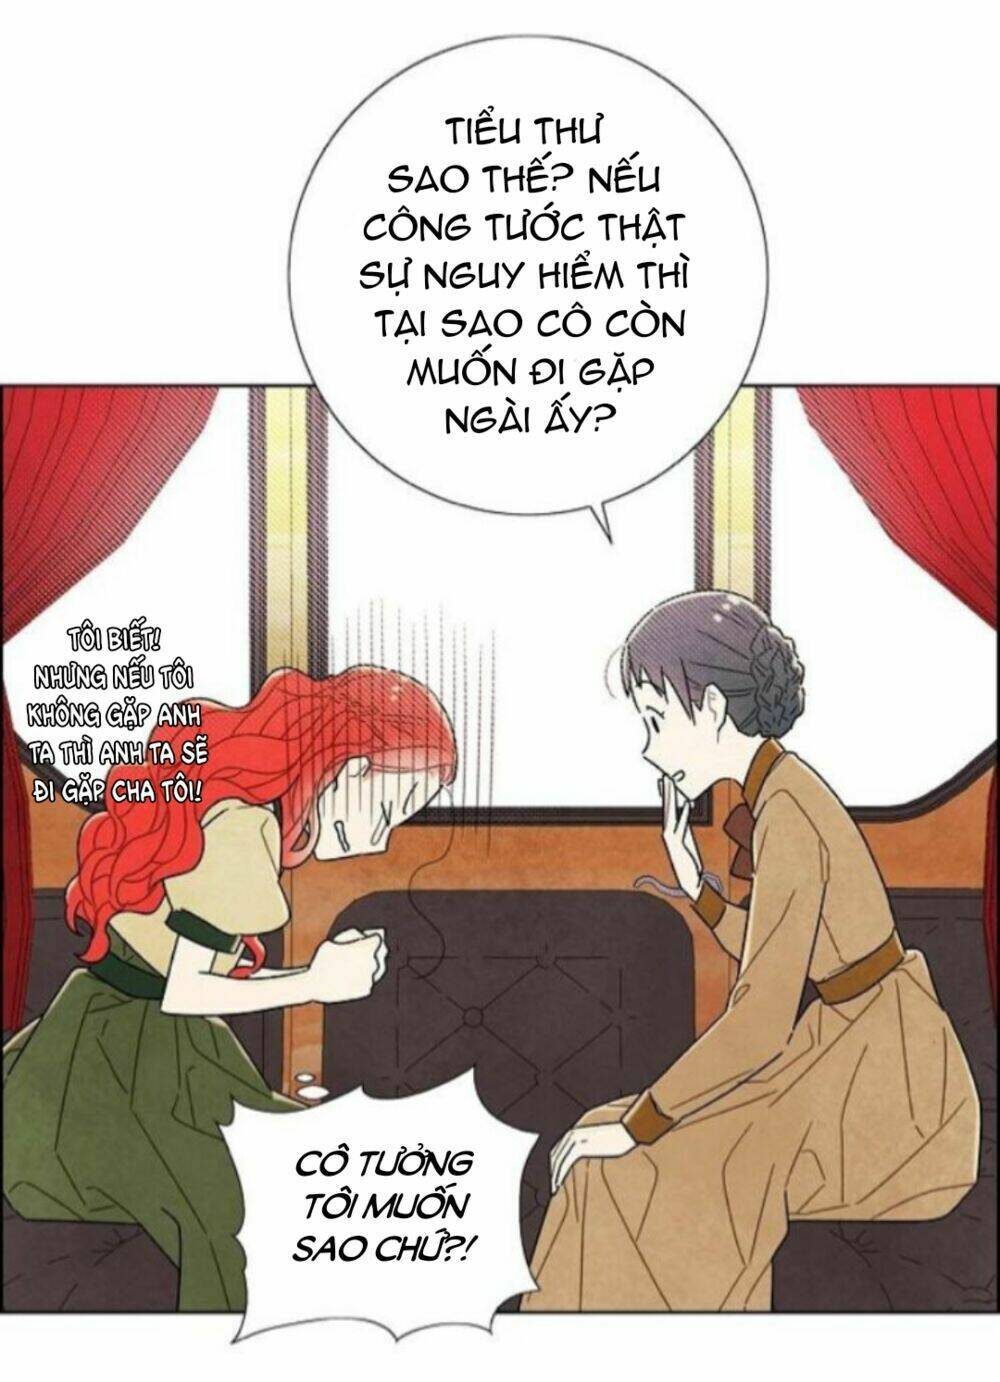 TIỂU THƯ
SAO THẾ? NẾU
CÔNG TƯỚC THẬT
SỰ NGUY HIỂM THÌ
TẠI SAO CÔ CÒN
MUỐN ĐI GẶP
NGÀI ẤY?
TÔI BIẾT!
NHƯNG NẾU TÔI
KHÔNG GẶP ANH
TA THÌ ANH TA SẼ
ĐI GẶP CHA TÔI!
CÔ TƯỞNG
TÔI MUỐN
SAO CHỨ?!